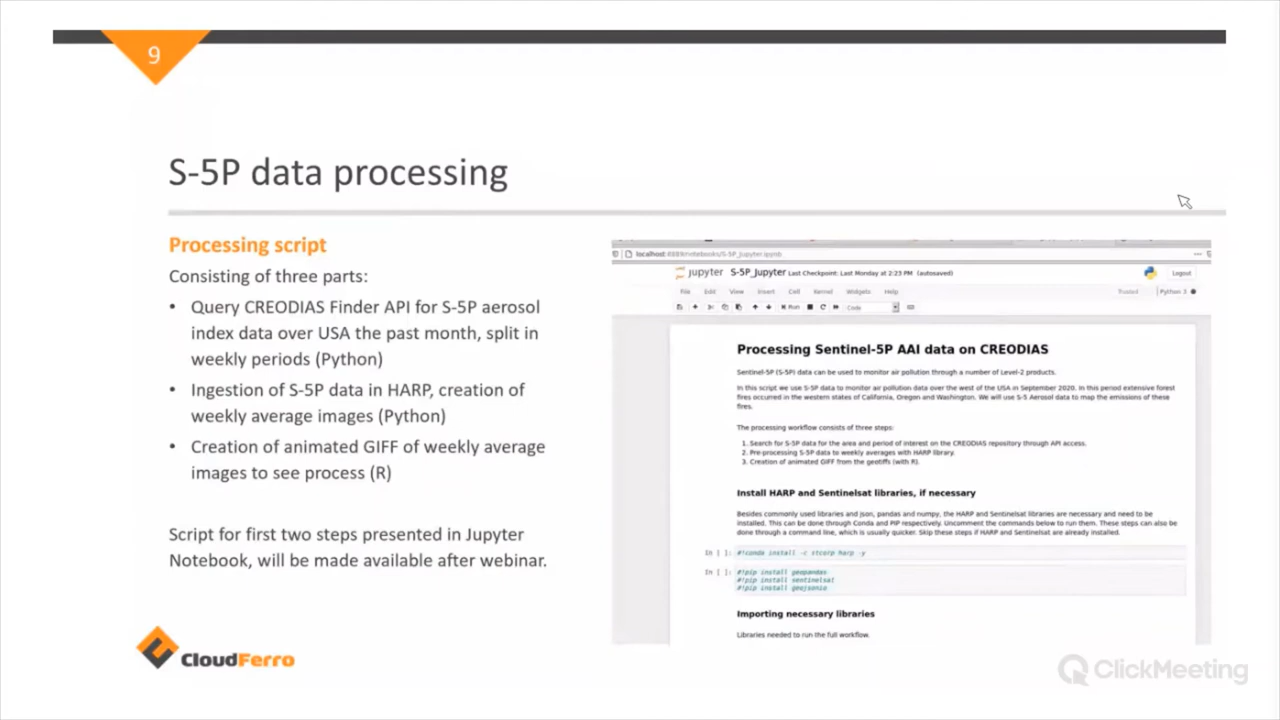 9
S-5P data processing
Processing script
Consisting of three parts:
• Query CREODIAS Finder API for S-5P aerosol
index data over USA the past month, split in
weekly periods (Python)
• Ingestion of S-5P data in HARP, creation of
weekly average images (Python)
• Creation of animated GIFF of weekly average
images to see process (R)
Script for first two steps presented in Jupyter
Notebook, will be made available after webinar.
CloudFerro
localhost:8889/notebooks/S-5P_Jupyter.ipynb
jupyter S-5P_Jupyter Last Checkpoint: Last Monday at 2:23 PM (autosaved)
Logout
File Edit View Insert Cell Kernel Widgets Help
Trusted Python 3
Run Code
Processing Sentinel-5P AAI data on CREODIAS
Sentinel-5P (S-5P) data can be used to monitor air pollution through a number of Level-2 products.
In this script we use S-5P data to monitor air pollution data over the west of the USA in September 2020. In this period extensive forest
fires occurred in the western states of California, Oregon and Washington. We will use S-5 Aerosol data to map the emissions of these
fires.
The processing workflow consists of three steps:
1. Search for S-5P data for the area and period of interest on the CREODIAS repository through API access.
2. Pre-processing S-5P data to weekly averages with HARP library.
3. Creation of animated GIFF from the geotiffs (with R).
Install HARP and Sentinelsat libraries, if necessary
Besides commonly used libraries and json, pandas and numpy, the HARP and Sentinelsat libraries are necessary and need to be
installed. This can be done through Conda and PIP respectively. Uncomment the commands below to run them. These steps can also be
done through a command line, which is usually quicker. Skip these steps if HARP and Sentinelsat are already installed.
In [ ]: #!conda install -c stcorp harp -y
In [ ]: #!pip install geopandas
#!pip install sentinelsat
#!pip install geojsonio
Importing necessary libraries
Libraries needed to run the full workflow.
ClickMeeting